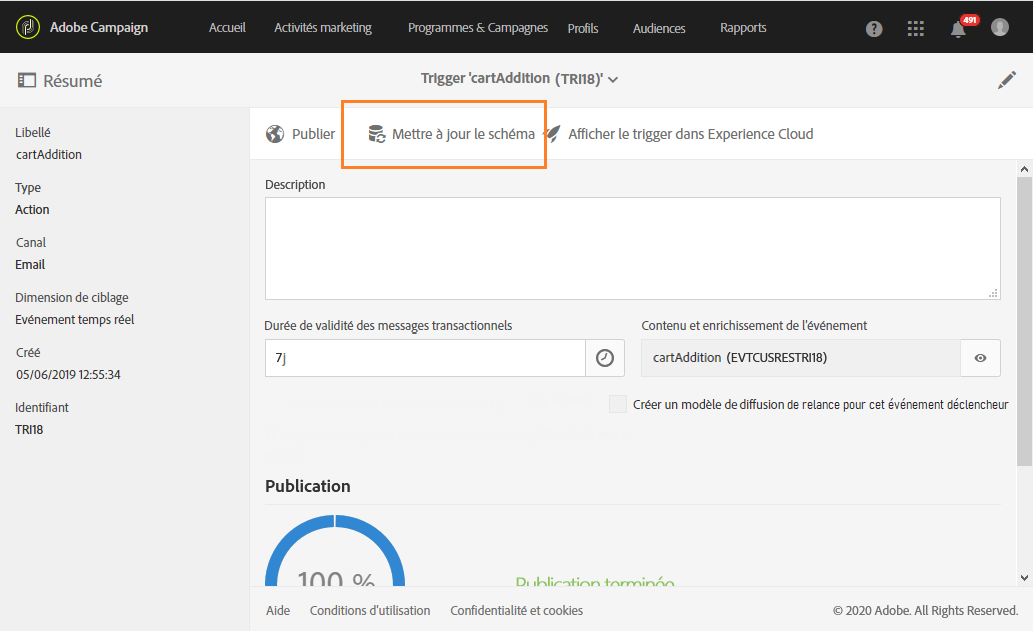 Adobe Campaign Accueil Activités marketing Programmes & Campagnes Profils Audiences Rapports ? 491
Résumé Trigger 'cartAddition (TRI18)'
Libellé
cartAddition
Type
Action
Canal
Email
Dimension de ciblage
Evénement temps réel
Créé
05/06/2019 12:55:34
Identifiant
TRI18
Publier Mettre à jour le schéma Afficher le trigger dans Experience Cloud
Description
Durée de validité des messages transactionnels Contenu et enrichissement de l'événement
7j cartAddition (EVTCUSRESTRI18)
Créer un modèle de diffusion de relance pour cet événement déclencheur
Publication
100 % Publication terminée
Aide Conditions d'utilisation Confidentialité et cookies © 2020 Adobe. All Rights Reserved.